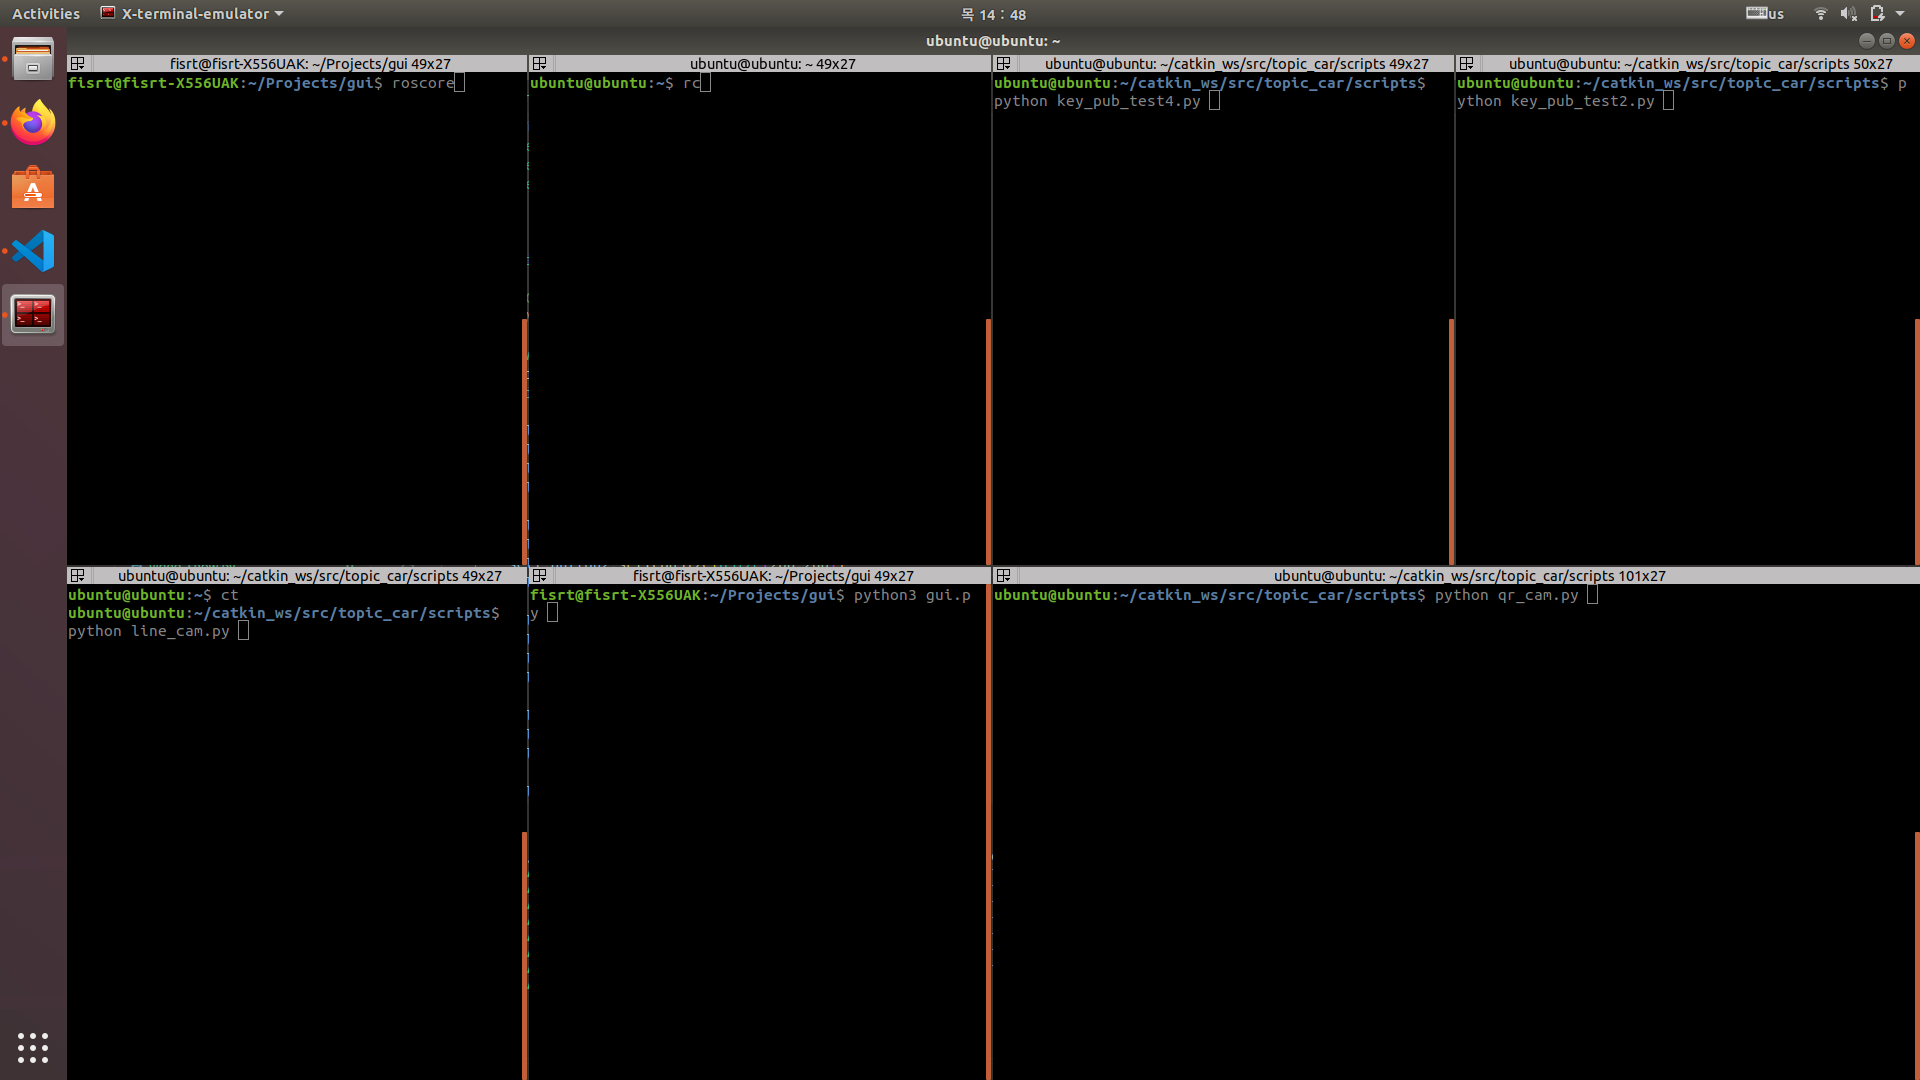 Activities
X-terminal-emulator
목 14 : 48
us
ubuntu@ubuntu: ~
fisrt@fisrt-X556UAK: ~/Projects/gui 49x27
fisrt@fisrt-X556UAK:~/Projects/gui$ roscore
ubuntu@ubuntu: ~ 49x27
ubuntu@ubuntu:~$ rc
ubuntu@ubuntu: ~/catkin_ws/src/topic_car/scripts 49x27
ubuntu@ubuntu:~/catkin_ws/src/topic_car/scripts$
python key_pub_test4.py
ubuntu@ubuntu: ~/catkin_ws/src/topic_car/scripts 50x27
ubuntu@ubuntu:~/catkin_ws/src/topic_car/scripts$ p
ython key_pub_test2.py
ubuntu@ubuntu: ~/catkin_ws/src/topic_car/scripts 49x27
ubuntu@ubuntu:~$ ct
ubuntu@ubuntu:~/catkin_ws/src/topic_car/scripts$
python line_cam.py
fisrt@fisrt-X556UAK: ~/Projects/gui 49x27
fisrt@fisrt-X556UAK:~/Projects/gui$ python3 gui.p
y
ubuntu@ubuntu: ~/catkin_ws/src/topic_car/scripts 101x27
ubuntu@ubuntu:~/catkin_ws/src/topic_car/scripts$ python qr_cam.py